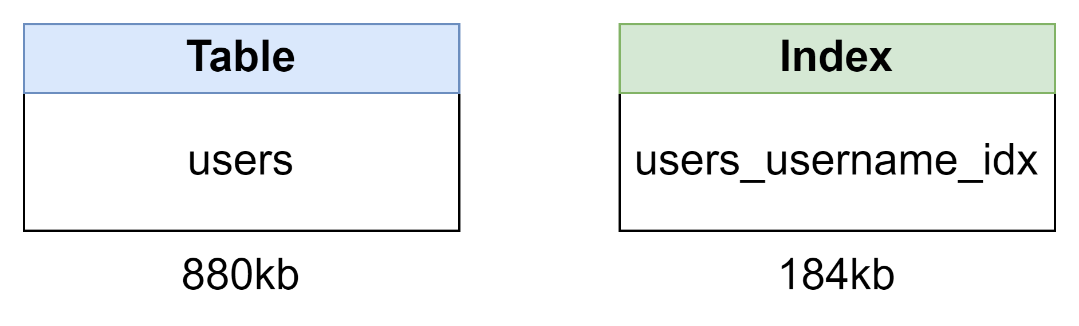 Table
users
880kb
Index
users_username_idx
184kb